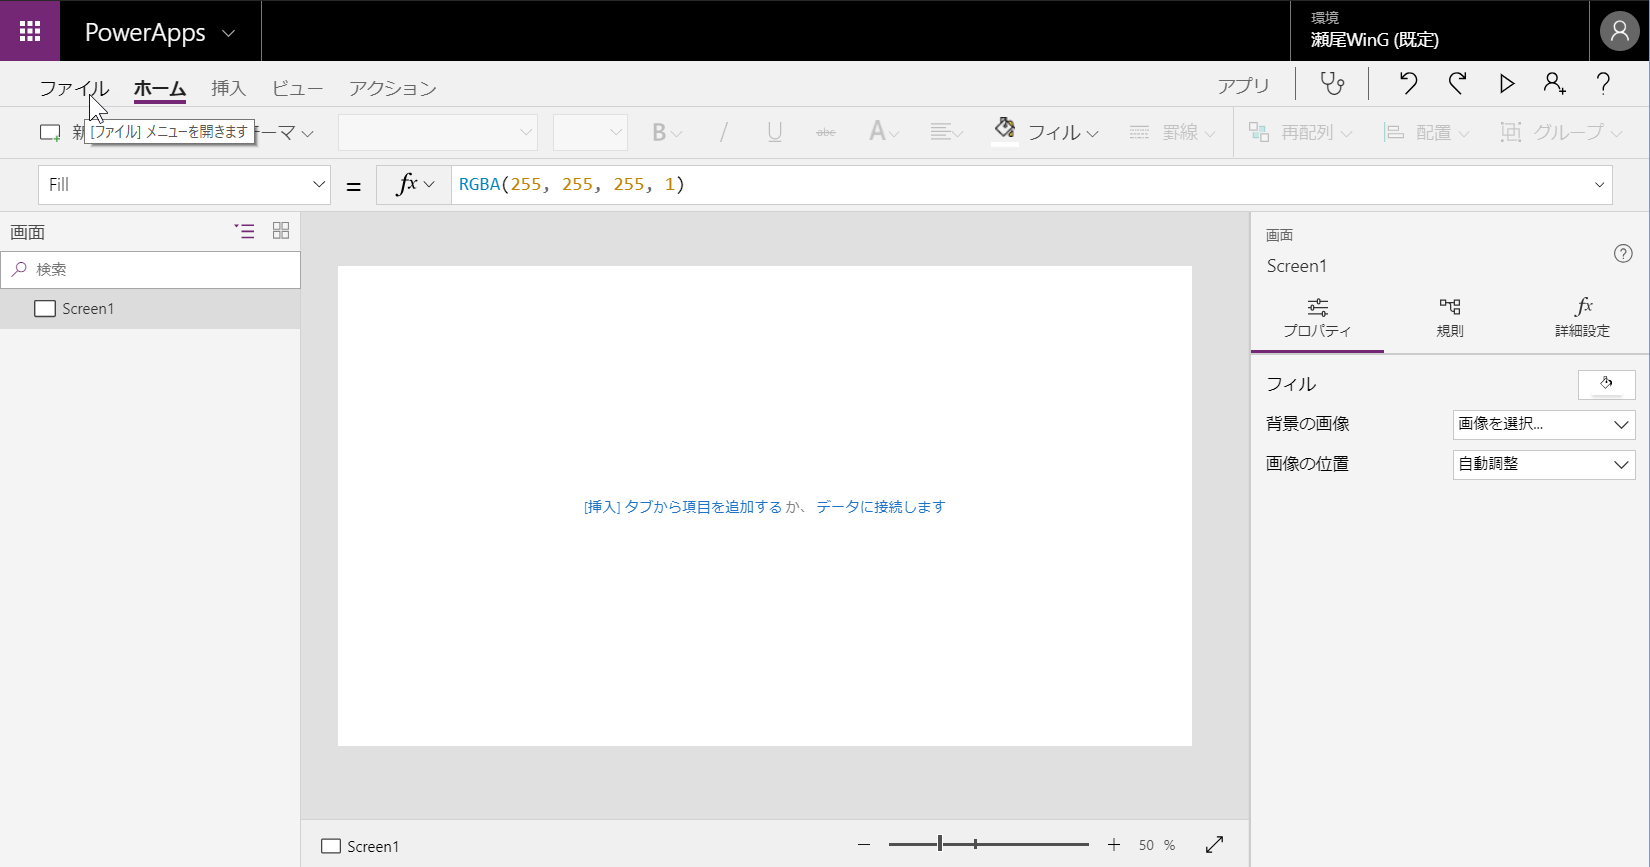 PowerApps
環境
瀬尾WinG (既定)
ファイル ホーム 挿入 ビュー アクション アプリ
新 [ファイル] メニューを開きます ーマ B / U abc A フィル 罫線 再配列 配置 グループ
Fill = fx RGBA(255, 255, 255, 1)
画面
検索
Screen1
[挿入] タブから項目を追加する か、 データに接続します
画面
Screen1
プロパティ 規則 fx 詳細設定
フィル
背景の画像 画像を選択...
画像の位置 自動調整
Screen1 50 %